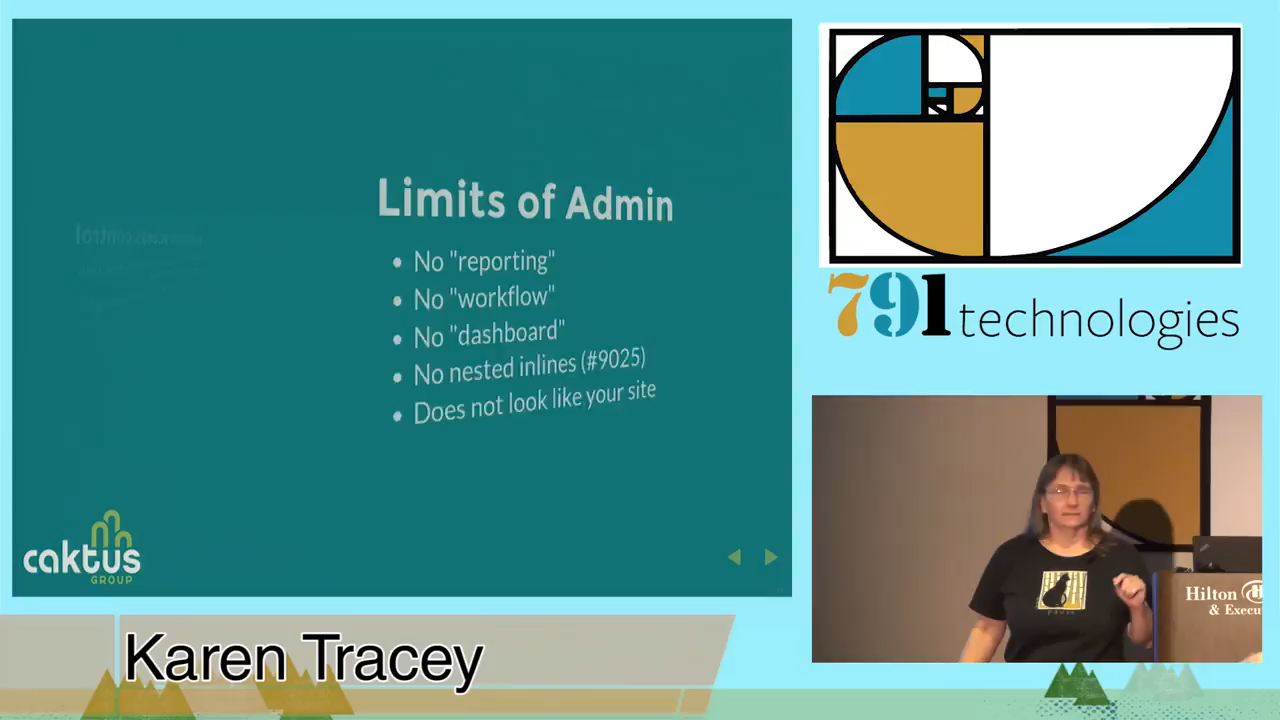 Limits of Admin
No "reporting"
No "workflow"
No "dashboard"
No nested inlines (#9025)
Does not look like your site
caktus
GROUP
791 technologies
Hilton
& Execu
Karen Tracey